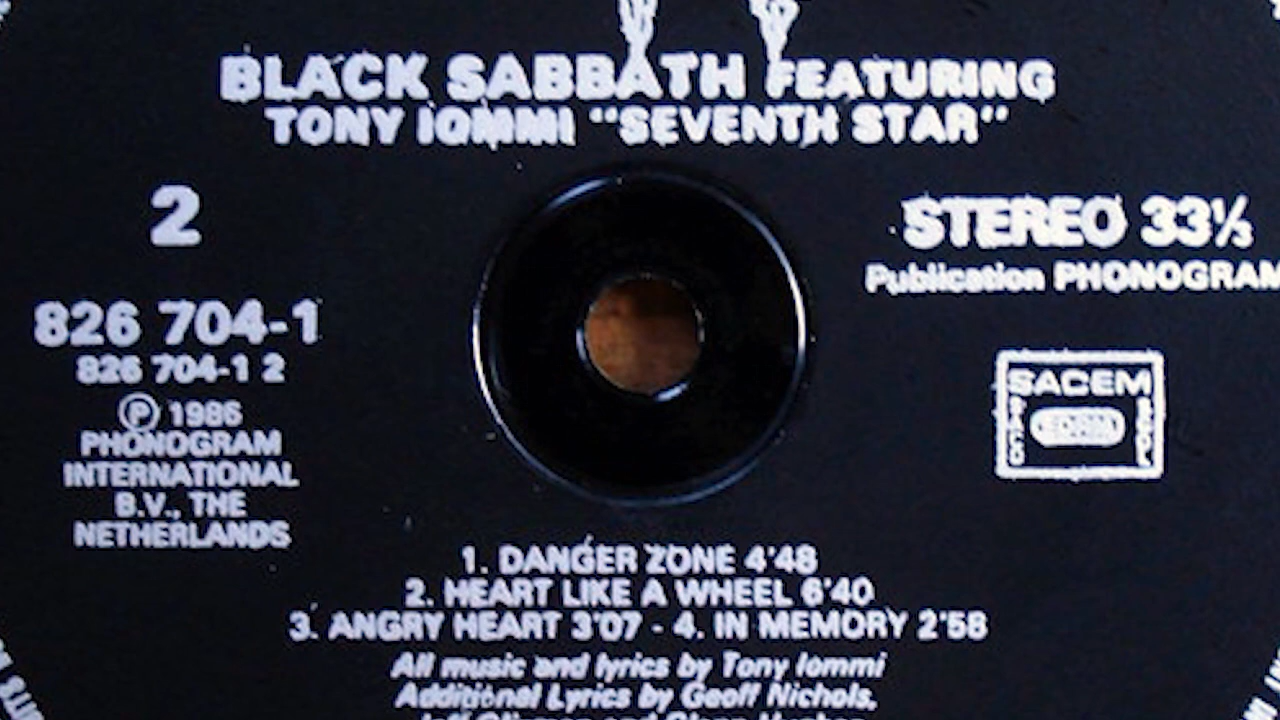 BLACK SABBATH FEATURING
TONY IOMMI "SEVENTH STAR"
2
STEREO 33⅓
Publication PHONOGRAM
826 704-1
826 704-1 2
Ⓟ 1986
PHONOGRAM
INTERNATIONAL
B.V., THE
NETHERLANDS
SACEM
SACD
SDRM
SGDL
1. DANGER ZONE 4'48
2. HEART LIKE A WHEEL 6'40
3. ANGRY HEART 3'07 - 4. IN MEMORY 2'58
All music and lyrics by Tony Iommi
Additional Lyrics by Geoff Nichols,